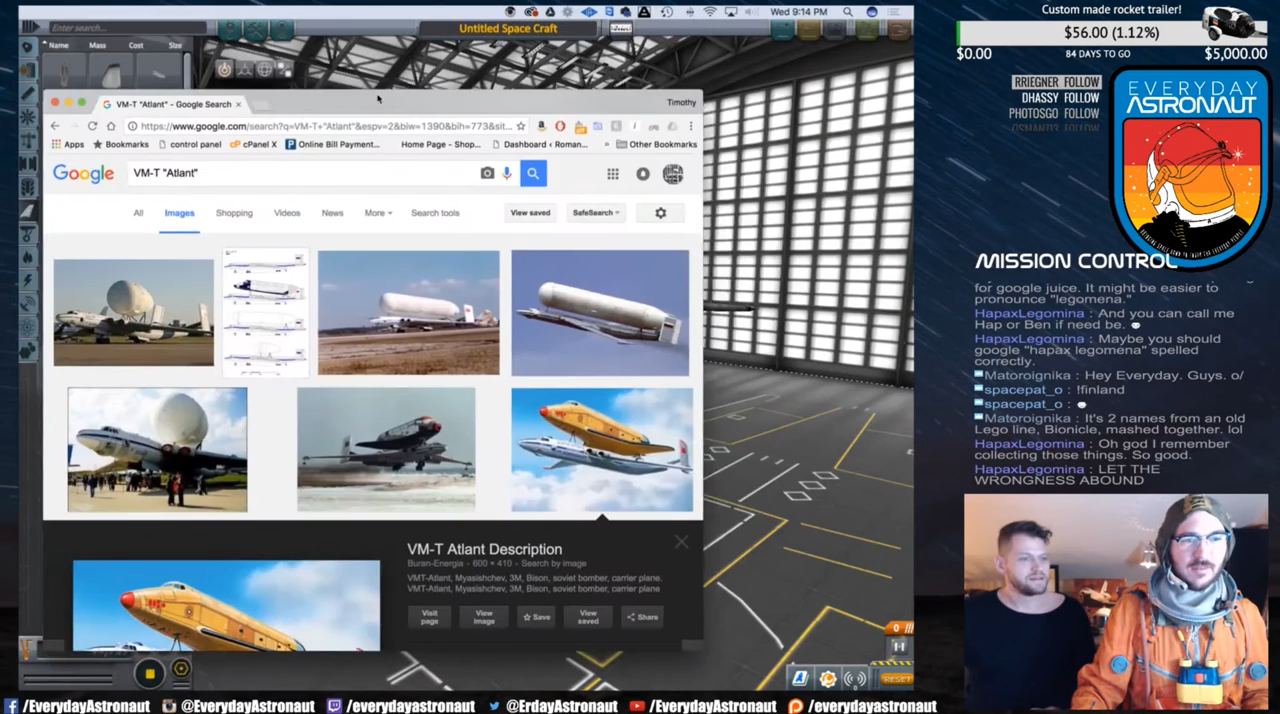 Wed 9:14 PM
Enter search...
Untitled Space Craft
Name Mass Cost Size
VM-T "Atlant" - Google Search
Timothy
https://www.google.com/search?q=VM-T+"Atlant"&espv=2&biw=1390&bih=773&sit...
Apps Bookmarks control panel cPanel X Online Bill Payment... Home Page - Shop... Dashboard ‹ Roman... » Other Bookmarks
Google VM-T "Atlant"
All Images Shopping Videos News More Search tools View saved SafeSearch
VM-T Atlant Description
Buran-Energia - 600 × 410 - Search by image
VMT-Atlant, Myasishchev, 3M, Bison, soviet bomber, carrier plane.
VMT-Atlant, Myasishchev, 3M, Bison, soviet bomber, carrier plane
Visit page
View image
Save
View saved
Share
0
RESET
Custom made rocket trailer!
$56.00 (1.12%)
$0.00 84 DAYS TO GO $5,000.00
RRIEGNER FOLLOW
DHASSY FOLLOW
PHOTOSGO FOLLOW
EVERYDAY
ASTRONAUT
BRINGING SPACE DOWN TO EARTH FOR EVERYDAY PEOPLE
MISSION CONTROL
for google juice. It might be easier to
pronounce "legomena."
HapaxLegomina : And you can call me
Hap or Ben if need be.
HapaxLegomina : Maybe you should
google "hapax legomena" spelled
correctly.
Matoroignika : Hey Everyday. Guys. o/
spacepat_o : !finland
spacepat_o :
Matoroignika : It's 2 names from an old
Lego line, Bionicle, mashed together. lol
HapaxLegomina : Oh god I remember
collecting those things. So good.
HapaxLegomina : LET THE
WRONGNESS ABOUND
/EverydayAstronaut @EverydayAstronaut /everydayastronaut @ErdayAstronaut /EverydayAstronaut /everydayastronaut